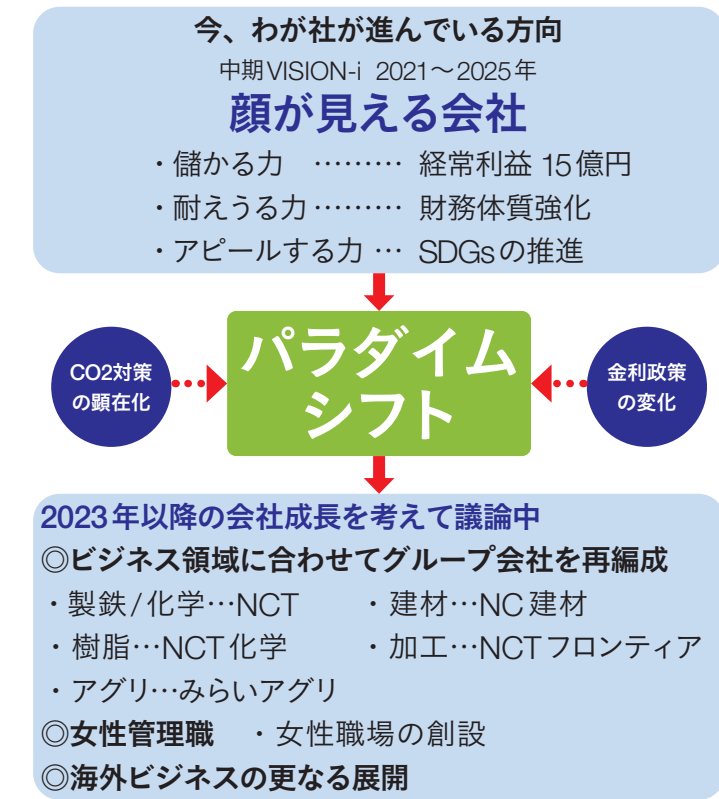 今、わが社が進んでいる方向
中期VISION-i 2021〜2025年
顔が見える会社
・儲かる力 ……… 経常利益 15億円
・耐えうる力 ……… 財務体質強化
・アピールする力 … SDGsの推進
CO2対策
の顕在化
パラダイム
シフト
金利政策
の変化
2023年以降の会社成長を考えて議論中
◎ビジネス領域に合わせてグループ会社を再編成
・製鉄/化学…NCT ・建材…NC建材
・樹脂…NCT化学 ・加工…NCTフロンティア
・アグリ…みらいアグリ
◎女性管理職 ・女性職場の創設
◎海外ビジネスの更なる展開